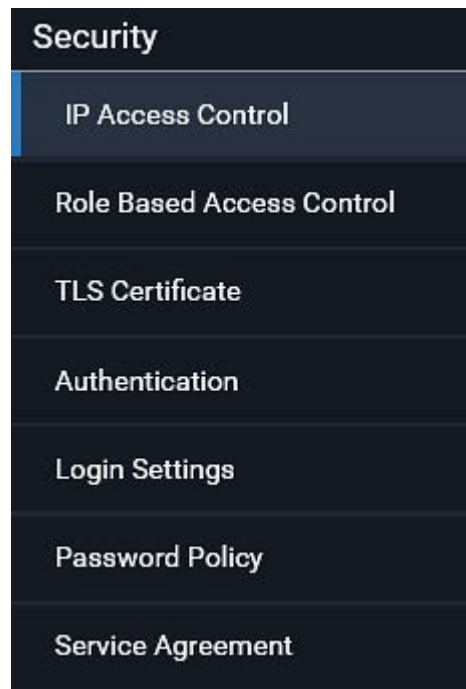 Security
IP Access Control
Role Based Access Control
TLS Certificate
Authentication
Login Settings
Password Policy
Service Agreement